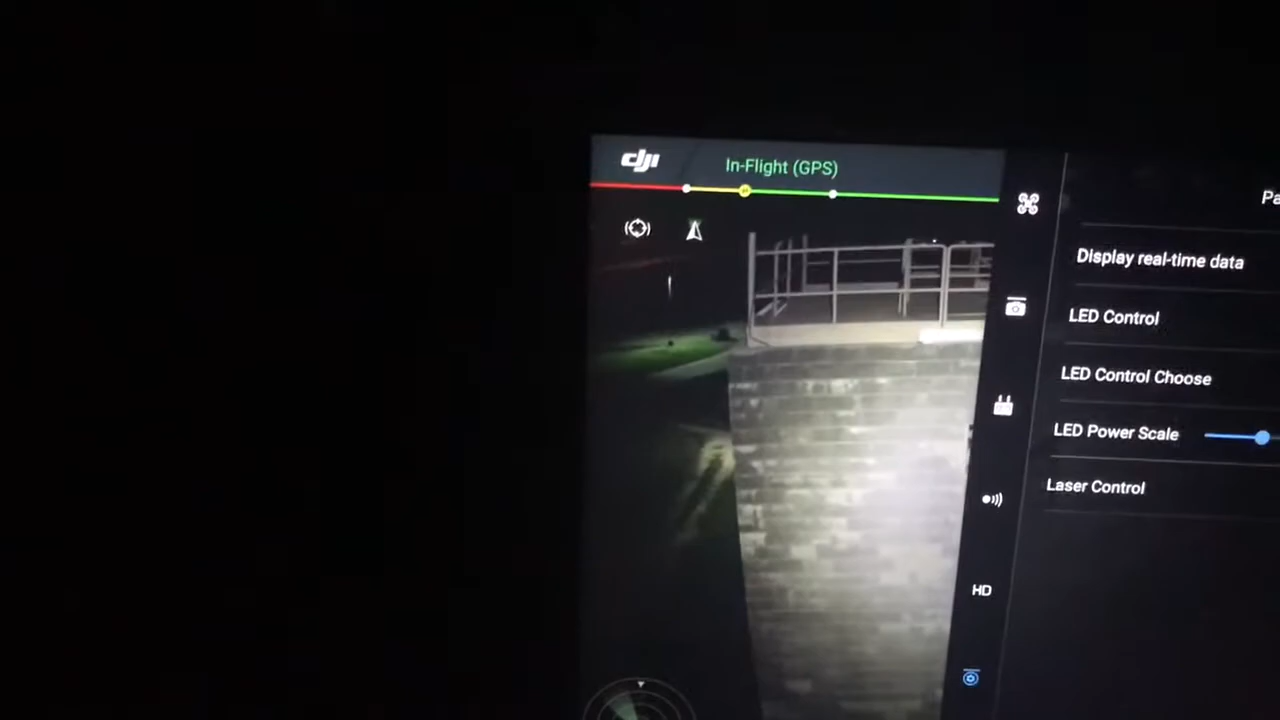 dji
In-Flight (GPS)
H
Pa
Display real-time data
LED Control
LED Control Choose
LED Power Scale
Laser Control
HD